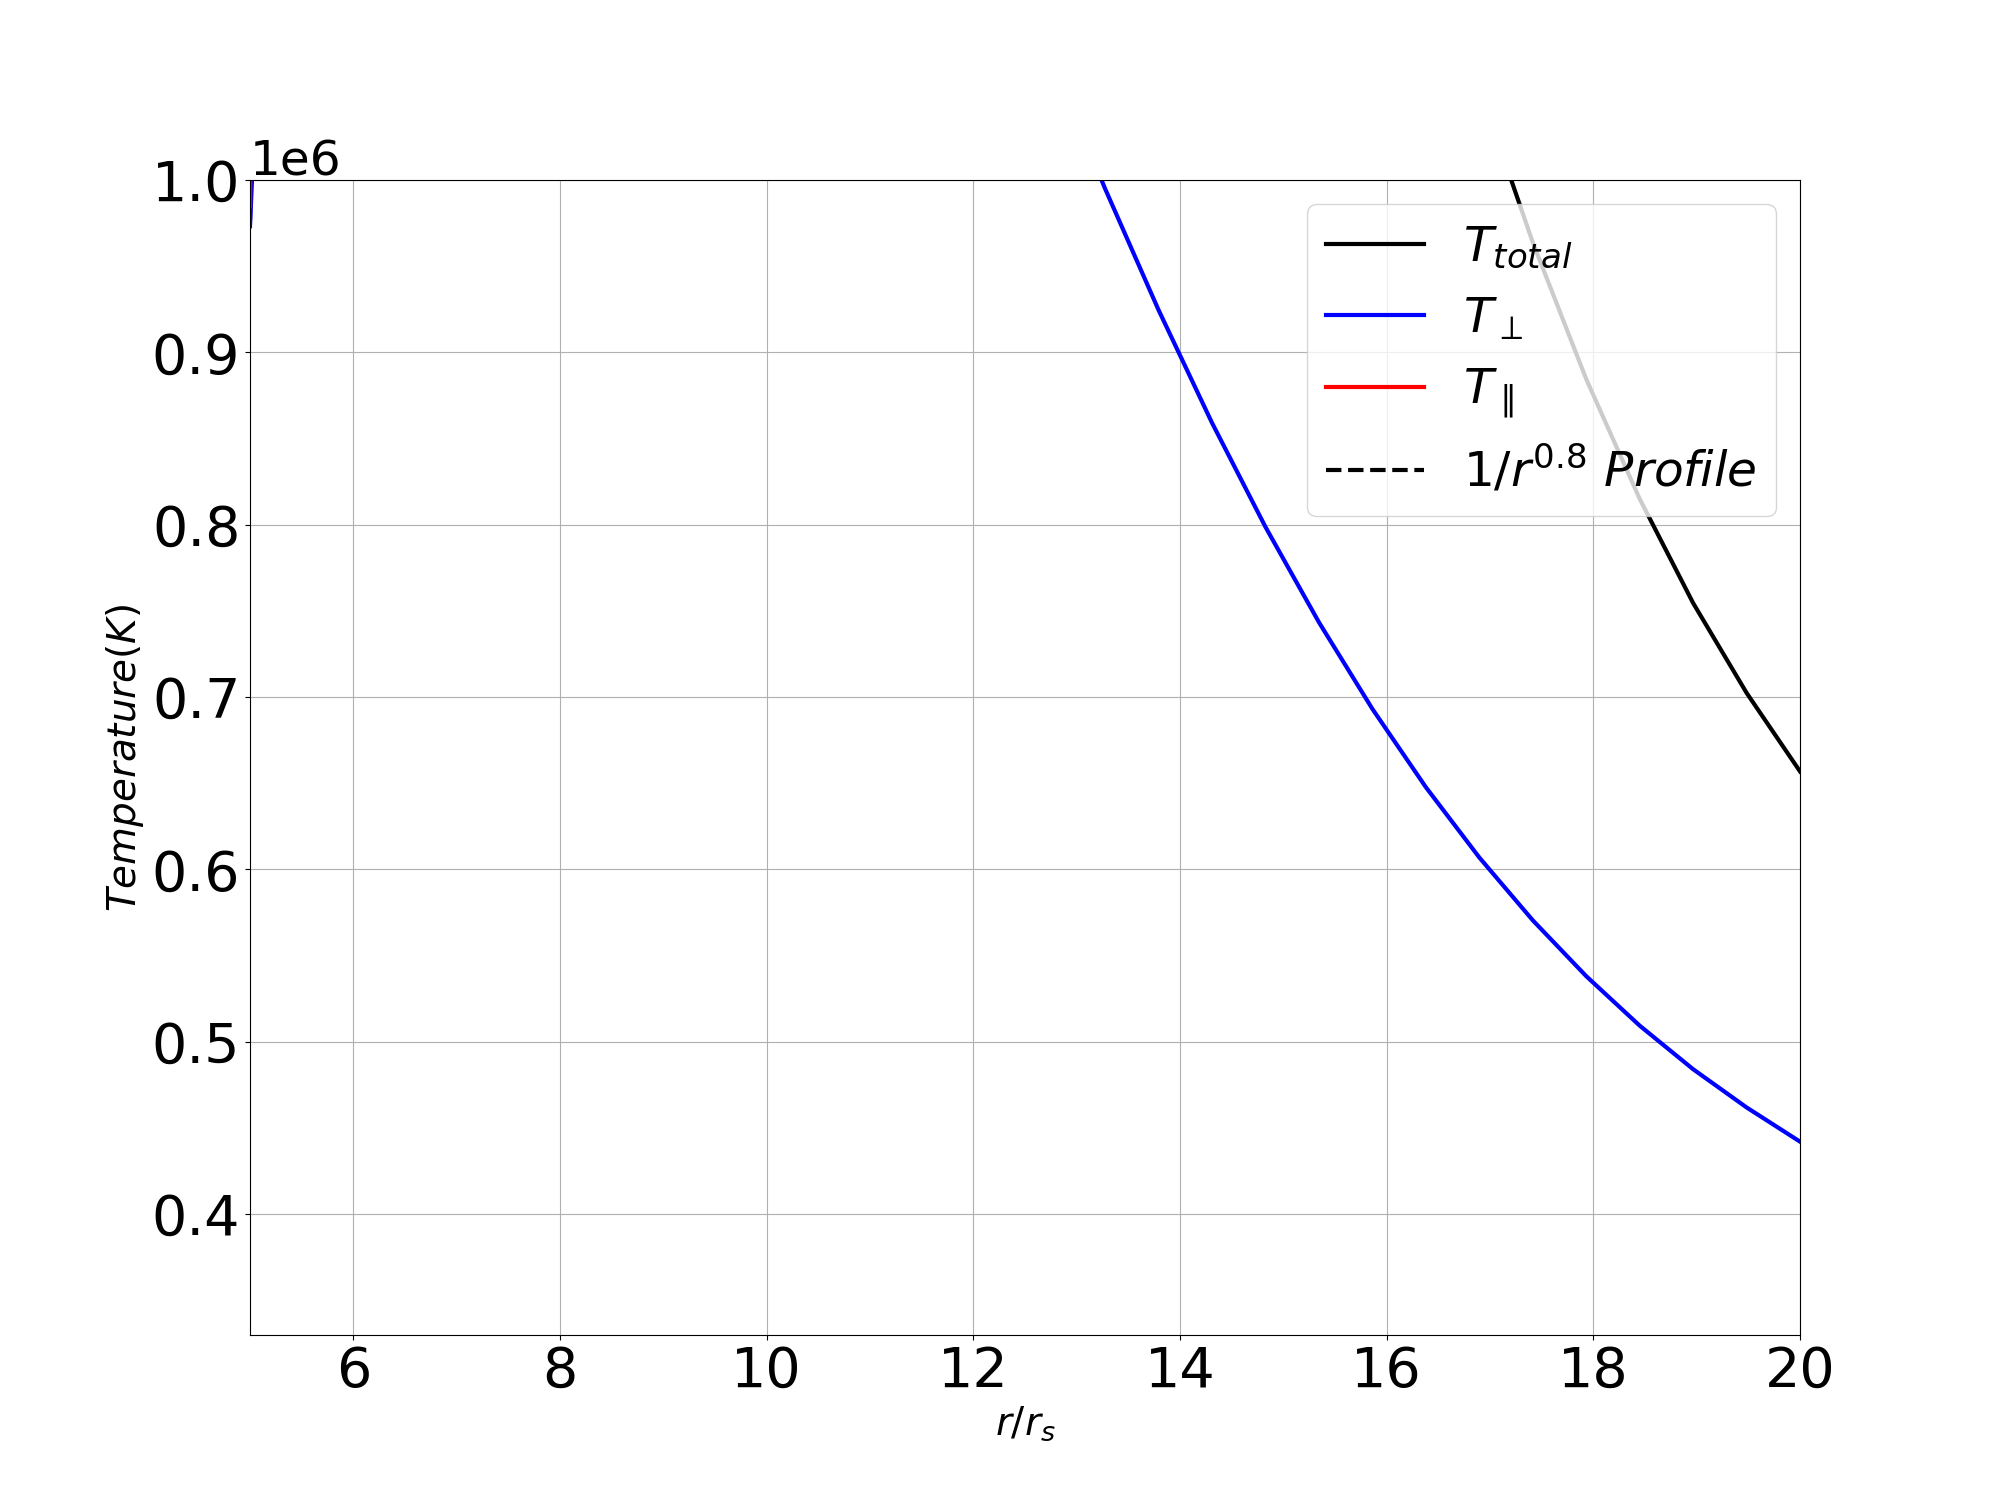 1e6
1.0
0.9
0.8
0.7
0.6
0.5
0.4
Temperature(K)
T_total
T_⊥
T_∥
1/r^0.8 Profile
6 8 10 12 14 16 18 20
r/r_s